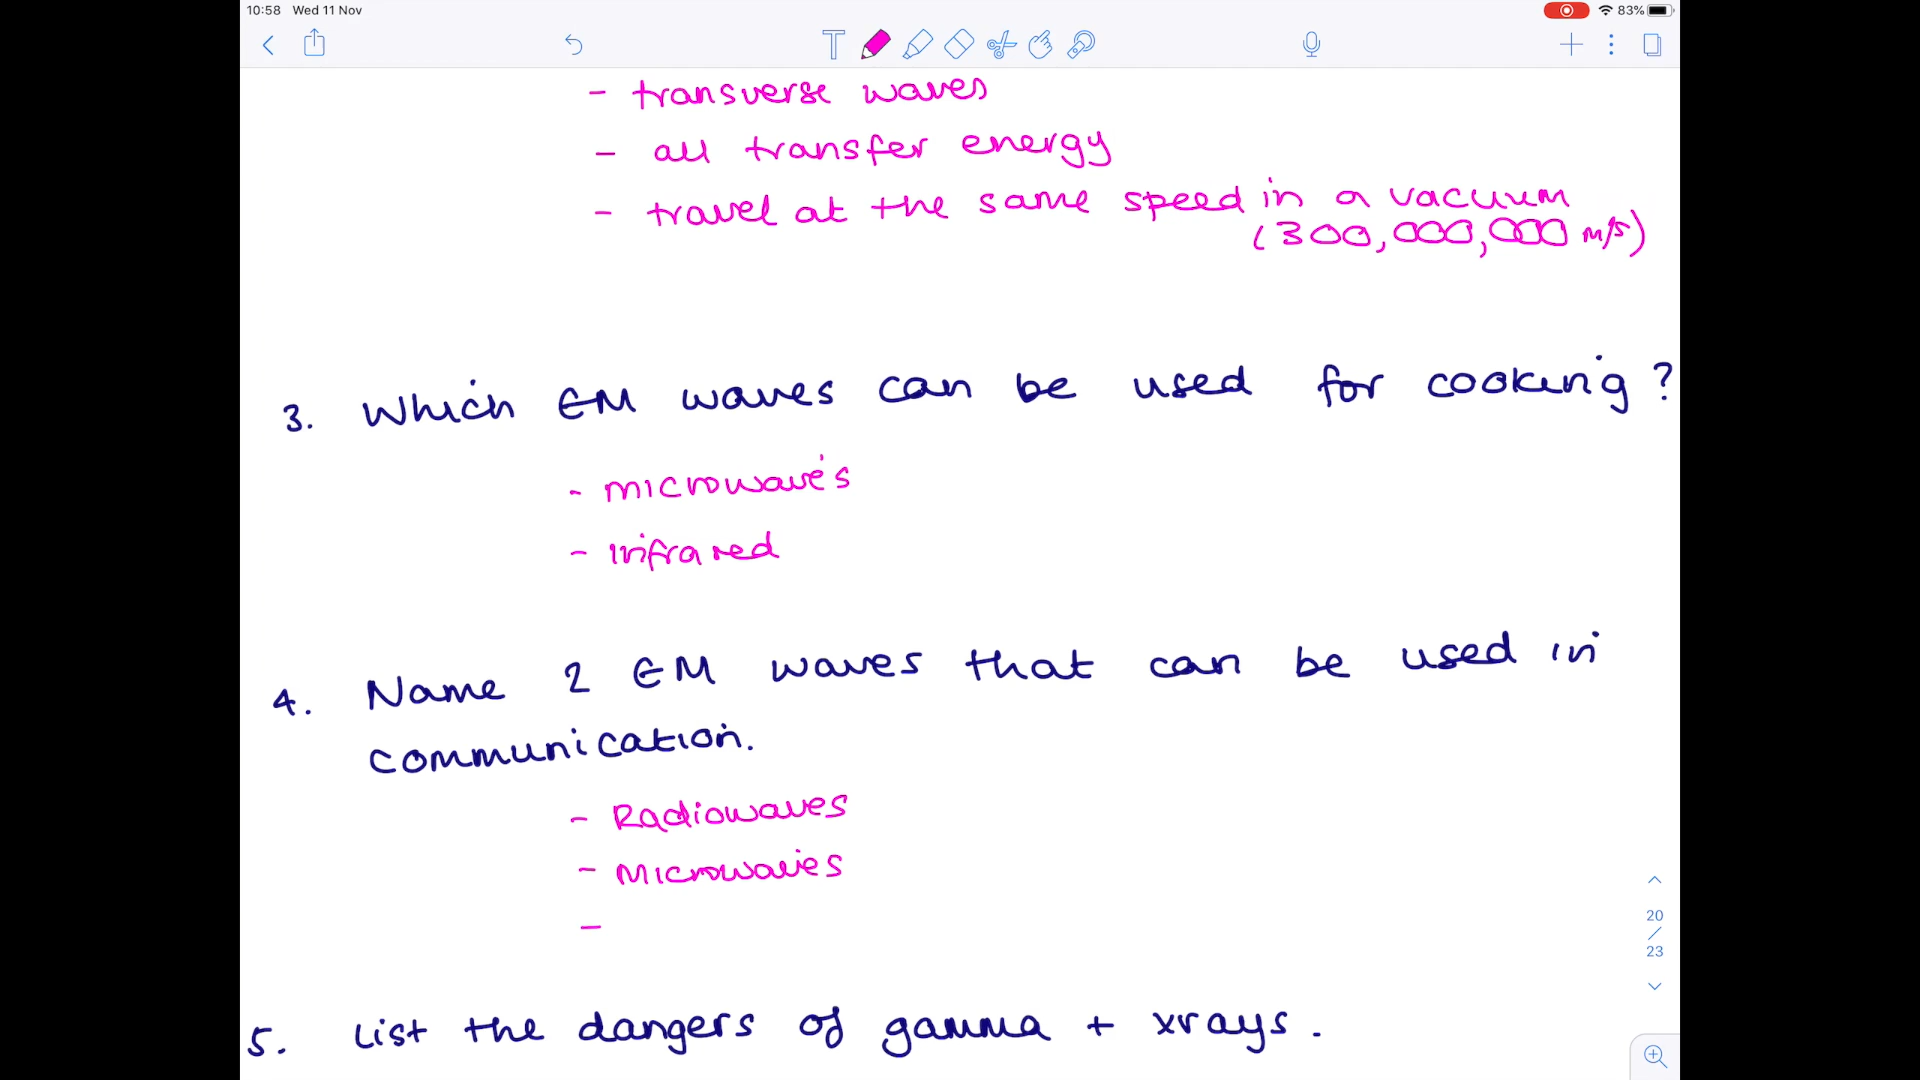 10:58 Wed 11 Nov
83%
T
- transverse waves
- all transfer energy
- travel at the same speed in a vacuum
(300,000,000 m/s)
3. Which EM waves can be used for cooking?
- microwaves
- infrared
4. Name 2 EM waves that can be used in
communication.
- Radiowaves
- Microwaves
-
20
/
23
5. List the dangers of gamma + xrays.